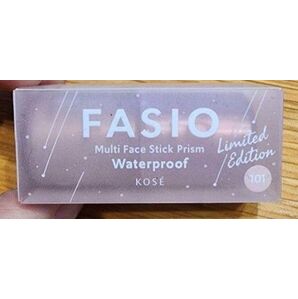 FASIO
Multi Face Stick Prism
Waterproof
KOSÉ
Limited
Edition
101